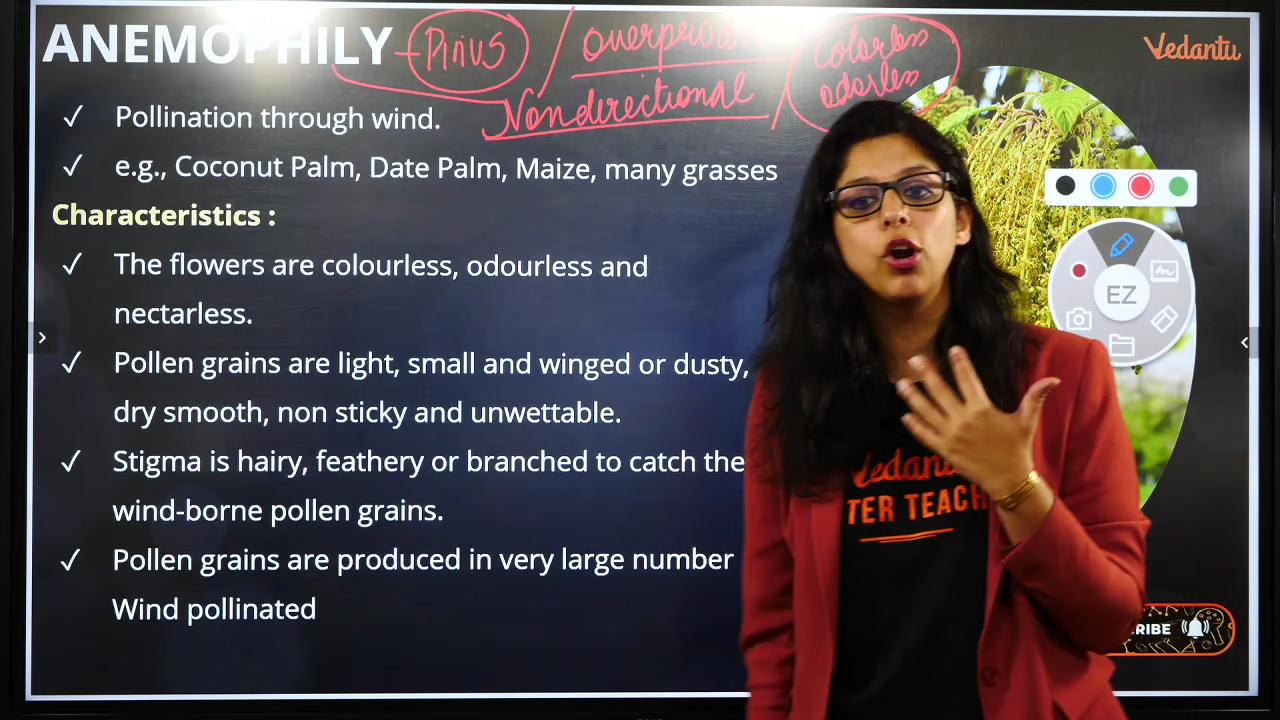 ANEMOPHILY
Pinus
Colorless
odorless
Nondirectional
Vedantu
✓ Pollination through wind.
✓ e.g., Coconut Palm, Date Palm, Maize, many grasses
Characteristics :
✓ The flowers are colourless, odourless and
nectarless.
✓ Pollen grains are light, small and winged or dusty,
dry smooth, non sticky and unwettable.
✓ Stigma is hairy, feathery or branched to catch the
wind-borne pollen grains.
✓ Pollen grains are produced in very large number
Wind pollinated
EZ
TER TEACH
RIBE